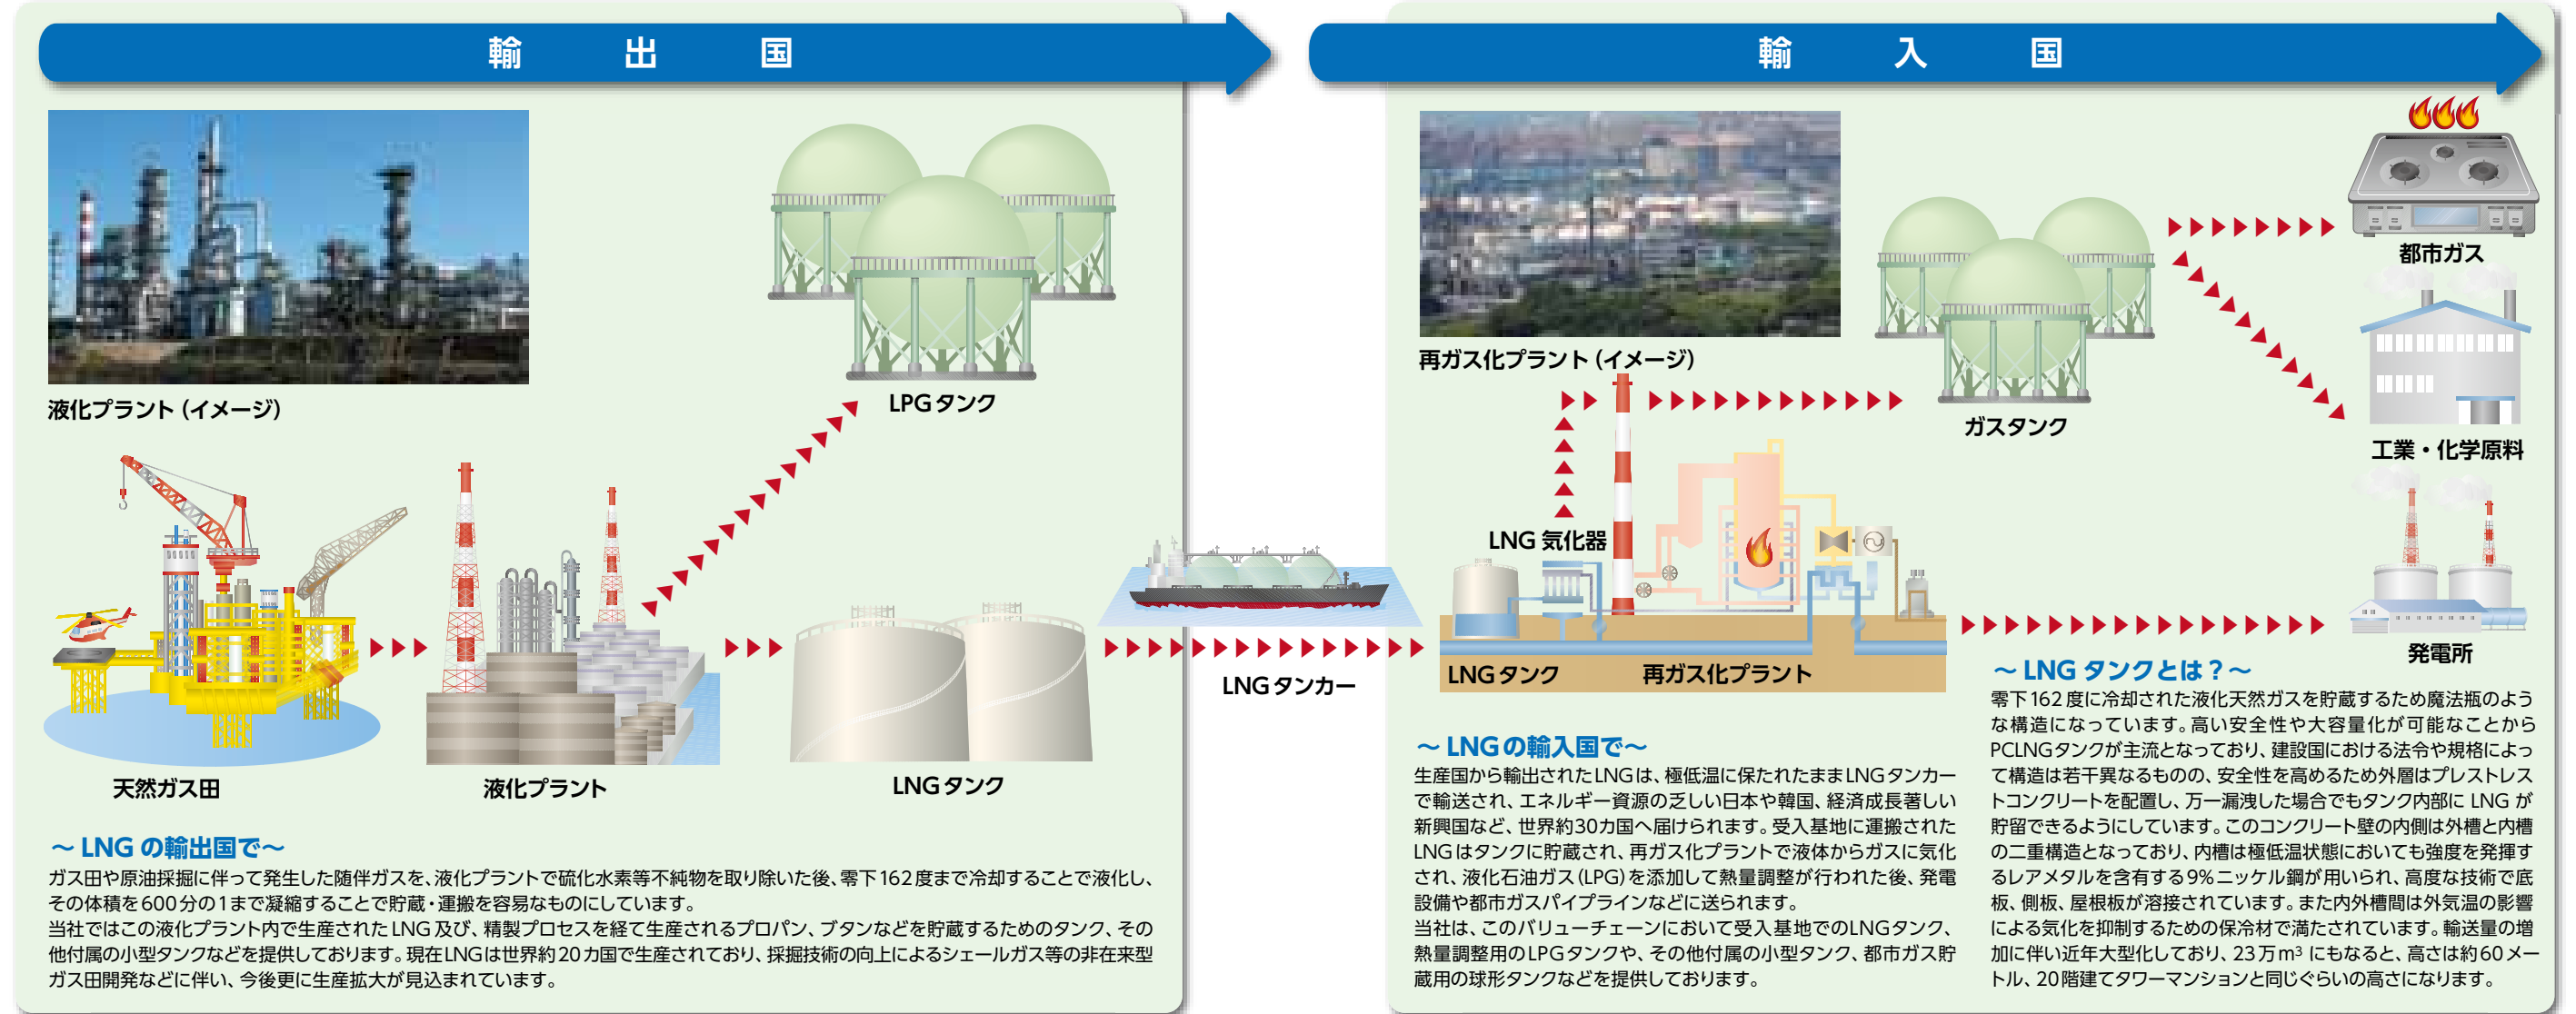 輸出国
輸入国
液化プラント（イメージ）
LPGタンク
天然ガス田
液化プラント
LNGタンク
LNGタンカー
～ LNG の輸出国で～
ガス田や原油採掘に伴って発生した随伴ガスを、液化プラントで硫化水素等不純物を取り除いた後、零下162度まで冷却することで液化し、
その体積を600分の1まで凝縮することで貯蔵・運搬を容易なものにしています。
当社ではこの液化プラント内で生産されたLNG及び、精製プロセスを経て生産されるプロパン、ブタンなどを貯蔵するためのタンク、その
他付属の小型タンクなどを提供しております。現在LNGは世界約20カ国で生産されており、採掘技術の向上によるシェールガス等の非在来型
ガス田開発などに伴い、今後更に生産拡大が見込まれています。
再ガス化プラント（イメージ）
ガスタンク
都市ガス
工業・化学原料
発電所
LNG 気化器
LNGタンク
再ガス化プラント
～ LNGの輸入国で～
生産国から輸出されたLNGは、極低温に保たれたままLNGタンカー
で輸送され、エネルギー資源の乏しい日本や韓国、経済成長著しい
新興国など、世界約30カ国へ届けられます。受入基地に運搬された
LNGはタンクに貯蔵され、再ガス化プラントで液体からガスに気化
され、液化石油ガス(LPG)を添加して熱量調整が行われた後、発電
設備や都市ガスパイプラインなどに送られます。
当社は、このバリューチェーンにおいて受入基地でのLNGタンク、
熱量調整用のLPGタンクや、その他付属の小型タンク、都市ガス貯
蔵用の球形タンクなどを提供しております。
～ LNG タンクとは？～
零下162度に冷却された液化天然ガスを貯蔵するため魔法瓶のよう
な構造になっています。高い安全性や大容量化が可能なことから
PCLNGタンクが主流となっており、建設国における法令や規格によっ
て構造は若干異なるものの、安全性を高めるため外層はプレストレス
トコンクリートを配置し、万一漏洩した場合でもタンク内部に LNG が
貯留できるようにしています。このコンクリート壁の内側は外槽と内槽
の二重構造となっており、内槽は極低温状態においても強度を発揮す
るレアメタルを含有する9%ニッケル鋼が用いられ、高度な技術で底
板、側板、屋根板が溶接されています。また内外槽間は外気温の影響
による気化を抑制するための保冷材で満たされています。輸送量の増
加に伴い近年大型化しており、23万m³ にもなると、高さは約60メー
トル、20階建てタワーマンションと同じぐらいの高さになります。